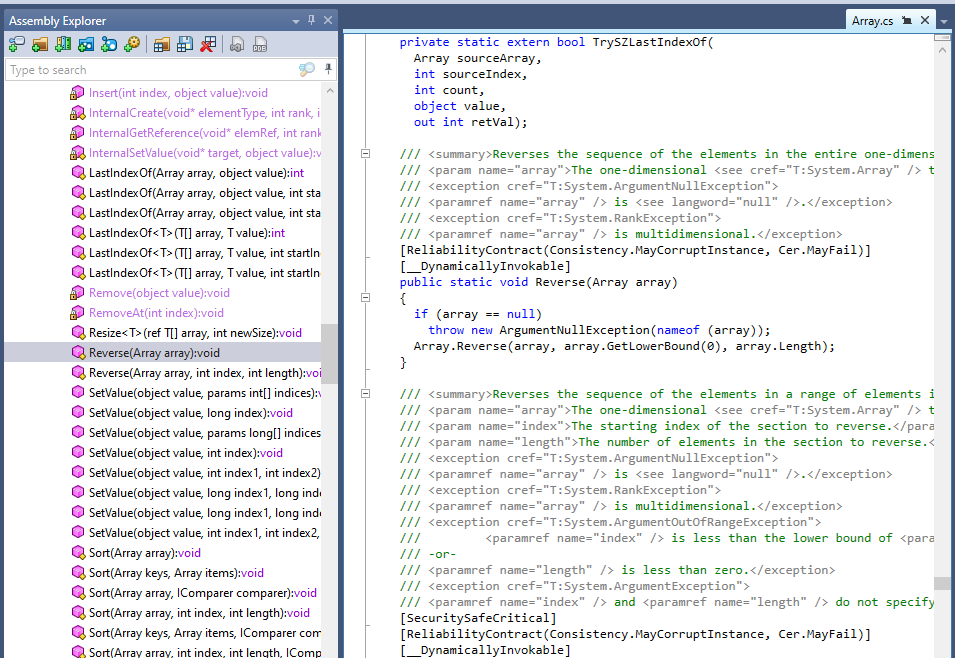 Assembly Explorer
Type to search
Insert(int index, object value):void
InternalCreate(void* elementType, int rank, i
InternalGetReference(void* elemRef, int rank
InternalSetValue(void* target, object value):v
LastIndexOf(Array array, object value):int
LastIndexOf(Array array, object value, int sta
LastIndexOf(Array array, object value, int sta
LastIndexOf<T>(T[] array, T value):int
LastIndexOf<T>(T[] array, T value, int startIn
LastIndexOf<T>(T[] array, T value, int startIn
Remove(object value):void
RemoveAt(int index):void
Resize<T>(ref T[] array, int newSize):void
Reverse(Array array):void
Reverse(Array array, int index, int length):voi
SetValue(object value, params int[] indices):v
SetValue(object value, long index):void
SetValue(object value, params long[] indices
SetValue(object value, int index):void
SetValue(object value, int index1, int index2)
SetValue(object value, long index1, long inde
SetValue(object value, long index1, long inde
SetValue(object value, int index1, int index2,
Sort(Array array):void
Sort(Array keys, Array items):void
Sort(Array array, IComparer comparer):void
Sort(Array array, int index, int length):void
Sort(Array keys, Array items, IComparer com
Sort(Array array, int index, int length, IComp
Array.cs
private static extern bool TrySZLastIndexOf(
Array sourceArray,
int sourceIndex,
int count,
object value,
out int retVal);
/// <summary>Reverses the sequence of the elements in the entire one-dimens
/// <param name="array">The one-dimensional <see cref="T:System.Array" /> t
/// <exception cref="T:System.ArgumentNullException">
/// <paramref name="array" /> is <see langword="null" />.</exception>
/// <exception cref="T:System.RankException">
/// <paramref name="array" /> is multidimensional.</exception>
[ReliabilityContract(Consistency.MayCorruptInstance, Cer.MayFail)]
[__DynamicallyInvokable]
public static void Reverse(Array array)
{
if (array == null)
throw new ArgumentNullException(nameof (array));
Array.Reverse(array, array.GetLowerBound(0), array.Length);
}
/// <summary>Reverses the sequence of the elements in a range of elements i
/// <param name="array">The one-dimensional <see cref="T:System.Array" /> t
/// <param name="index">The starting index of the section to reverse.</para
/// <param name="length">The number of elements in the section to reverse.<
/// <exception cref="T:System.ArgumentNullException">
/// <paramref name="array" /> is <see langword="null" />.</exception>
/// <exception cref="T:System.RankException">
/// <paramref name="array" /> is multidimensional.</exception>
/// <exception cref="T:System.ArgumentOutOfRangeException">
/// <paramref name="index" /> is less than the lower bound of <para
/// -or-
/// <paramref name="length" /> is less than zero.</exception>
/// <exception cref="T:System.ArgumentException">
/// <paramref name="index" /> and <paramref name="length" /> do not specify
[SecuritySafeCritical]
[ReliabilityContract(Consistency.MayCorruptInstance, Cer.MayFail)]
[__DynamicallyInvokable]